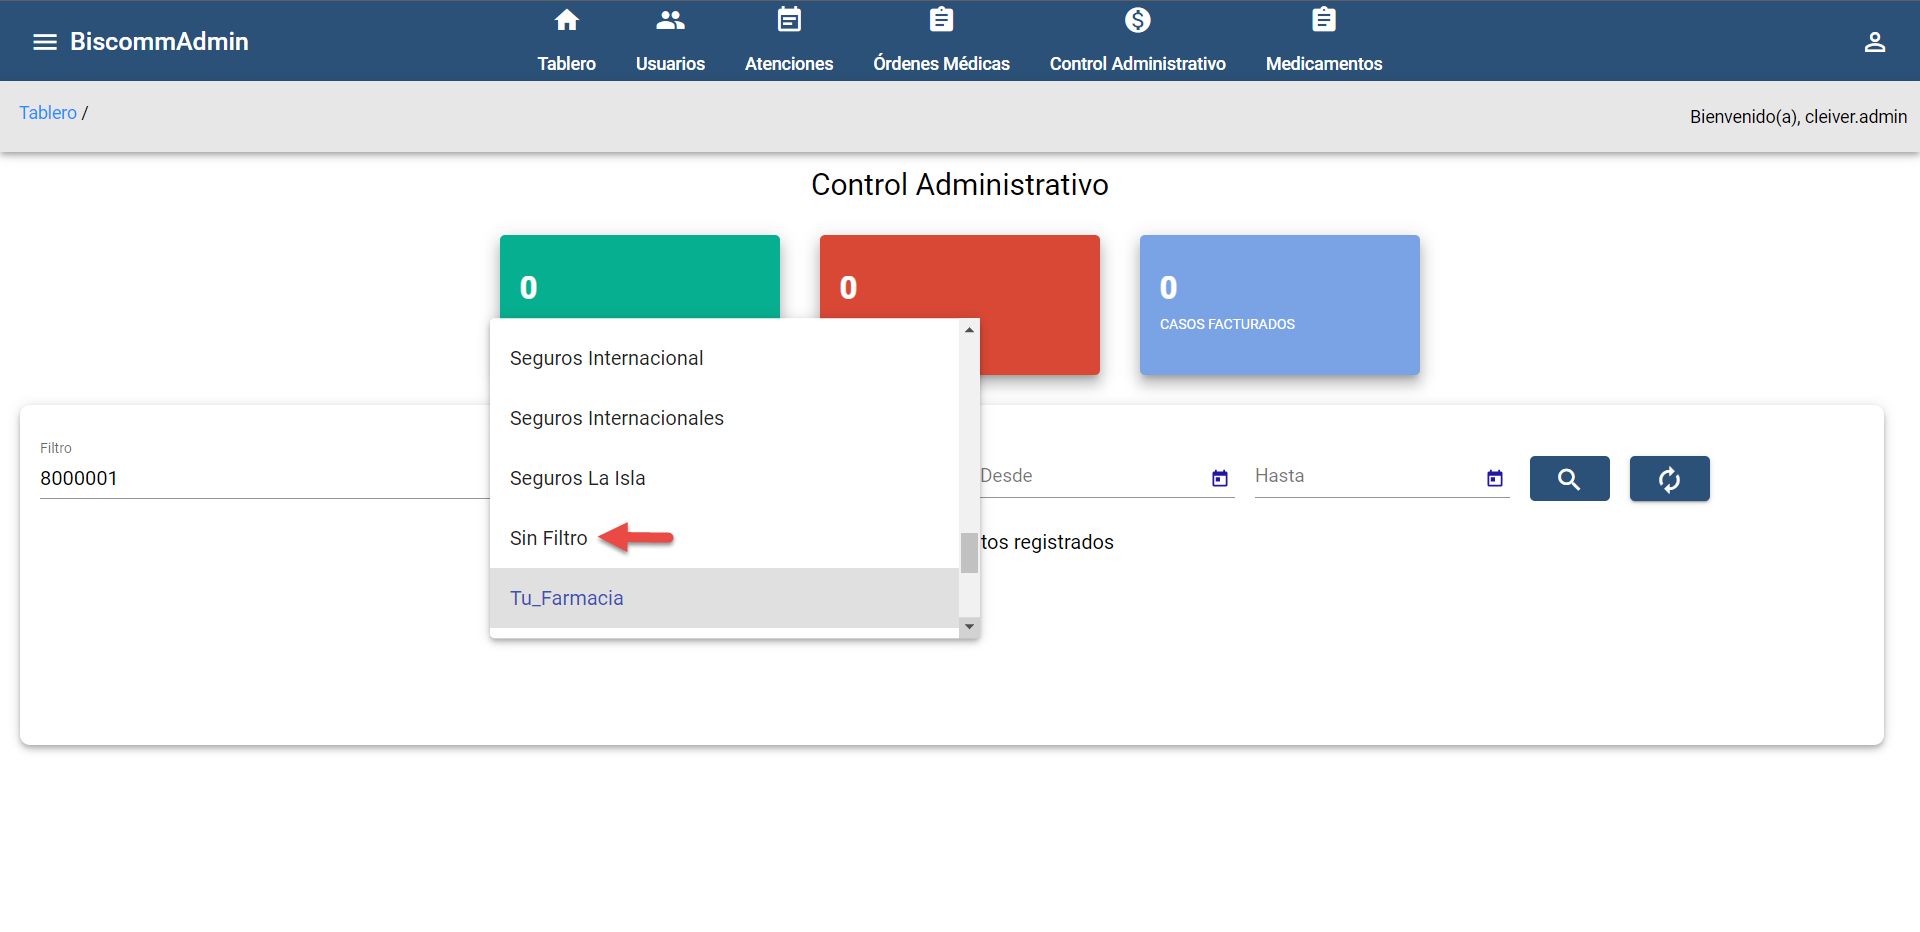 BiscommAdmin
Tablero
Usuarios
Atenciones
Órdenes Médicas
Control Administrativo
Medicamentos
Tablero /
Bienvenido(a), cleiver.admin
Control Administrativo
0
0
0
CASOS FACTURADOS
Seguros Internacional
Seguros Internacionales
Seguros La Isla
Sin Filtro
Tu_Farmacia
Filtro
8000001
Desde
Hasta
tos registrados